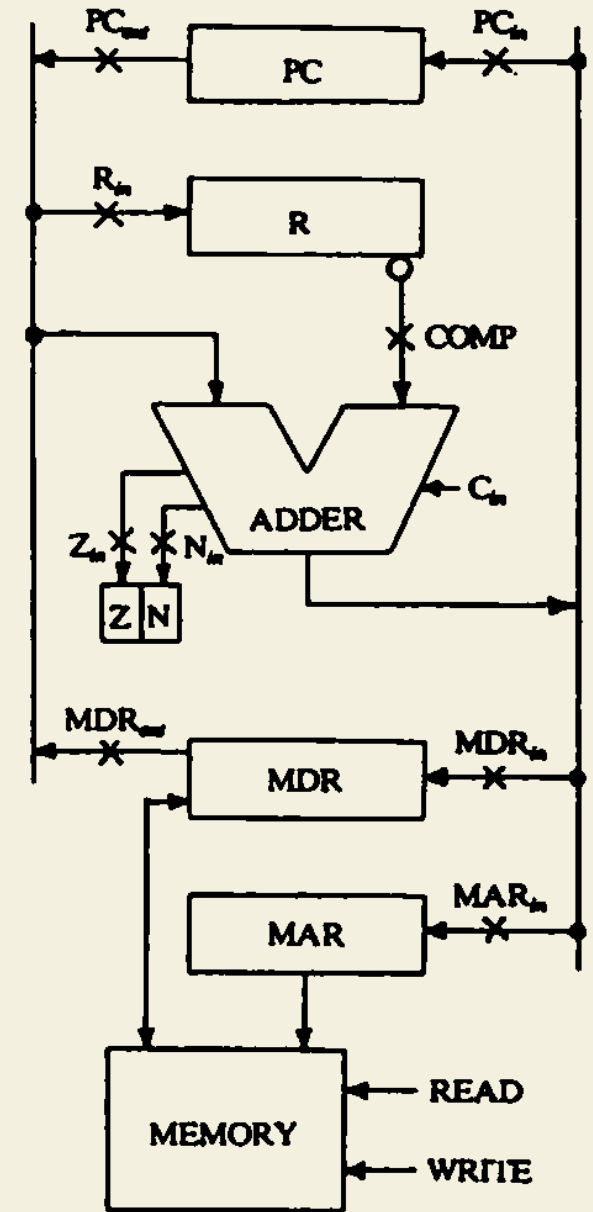 PC_out PC_in
PC
R_in
R
COMP
C_in
ADDER
Z_in N_in
Z N
MDR_out MDR_in
MDR
MAR_in
MAR
READ
MEMORY
WRITE